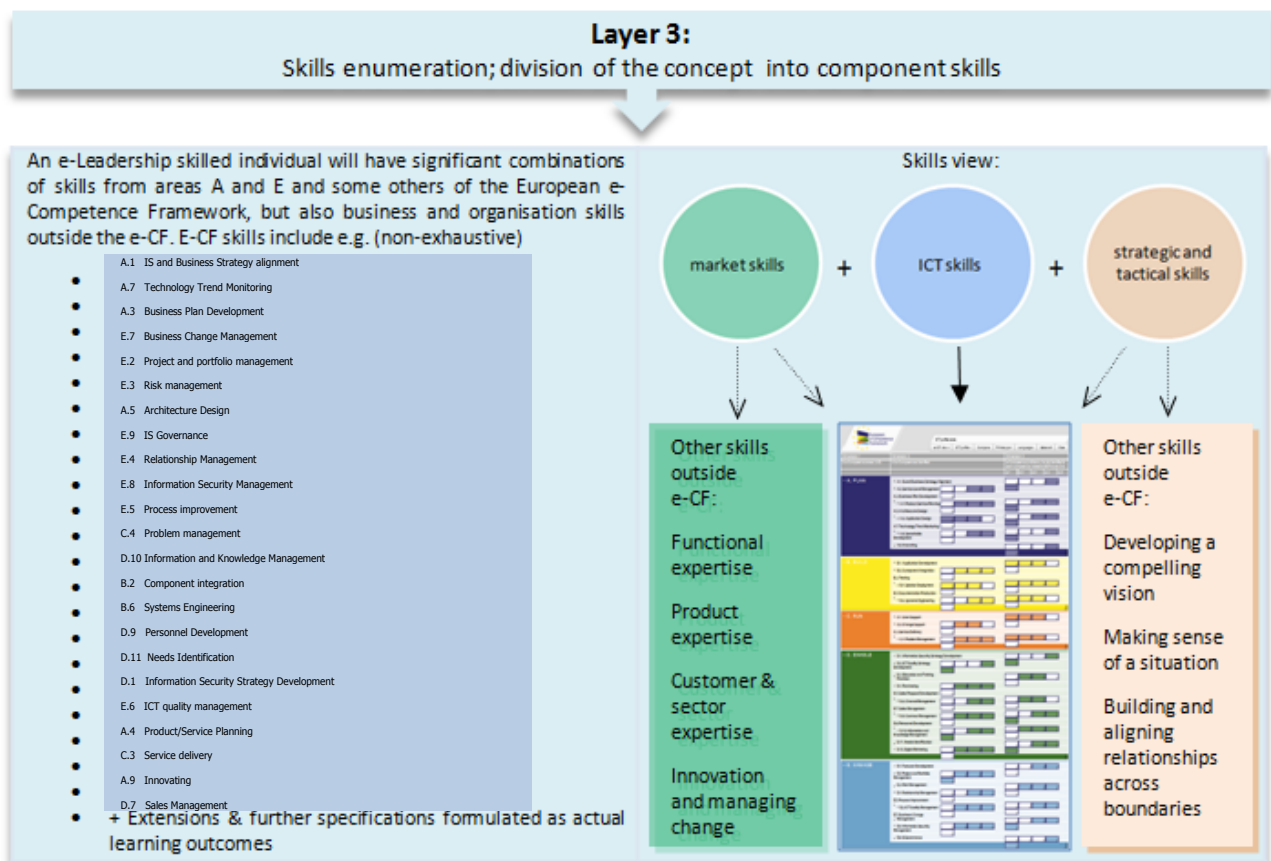 Layer 3:
Skills enumeration; division of the concept into component skills
An e-Leadership skilled individual will have significant combinations
of skills from areas A and E and some others of the European e-
Competence Framework, but also business and organisation skills
outside the e-CF. E-CF skills include e.g. (non-exhaustive)
A.1 IS and Business Strategy alignment
A.7 Technology Trend Monitoring
A.3 Business Plan Development
E.7 Business Change Management
E.2 Project and portfolio management
E.3 Risk management
A.5 Architecture Design
E.9 IS Governance
E.4 Relationship Management
E.8 Information Security Management
E.5 Process improvement
C.4 Problem management
D.10 Information and Knowledge Management
B.2 Component integration
B.6 Systems Engineering
D.9 Personnel Development
D.11 Needs Identification
D.1 Information Security Strategy Development
E.6 ICT quality management
A.4 Product/Service Planning
C.3 Service delivery
A.9 Innovating
D.7 Sales Management
+ Extensions & further specifications formulated as actual
learning outcomes
Skills view:
market skills
+
ICT skills
+
strategic and
tactical skills
Other skills
outside
e-CF:
Functional
expertise
Product
expertise
Customer &
sector
expertise
Innovation
and managing
change
Other skills
outside
e-CF:
Developing a
compelling
vision
Making sense
of a situation
Building and
aligning
relationships
across
boundaries